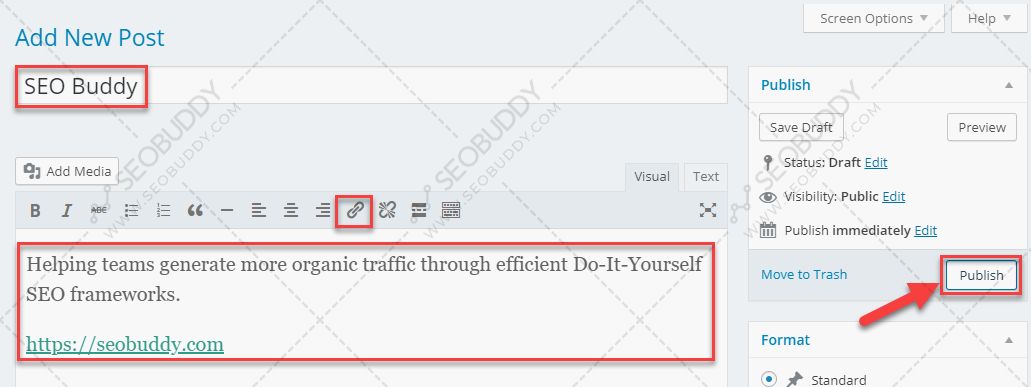 Screen Options
Help
Add New Post
SEO Buddy
Publish
Save Draft
Preview
Add Media
Status: Draft Edit
Visual
Text
Visibility: Public Edit
B I ABC
Publish immediately Edit
Helping teams generate more organic traffic through efficient Do-It-Yourself
SEO frameworks.
Move to Trash
Publish
https://seobuddy.com
Format
Standard
SEOBUDDY
WWW.SEOBUDDY.COM
SEOBUDDY
WWW.SEOBUDDY.COM
SEOBUDDY
WWW.SEOBUDDY.COM